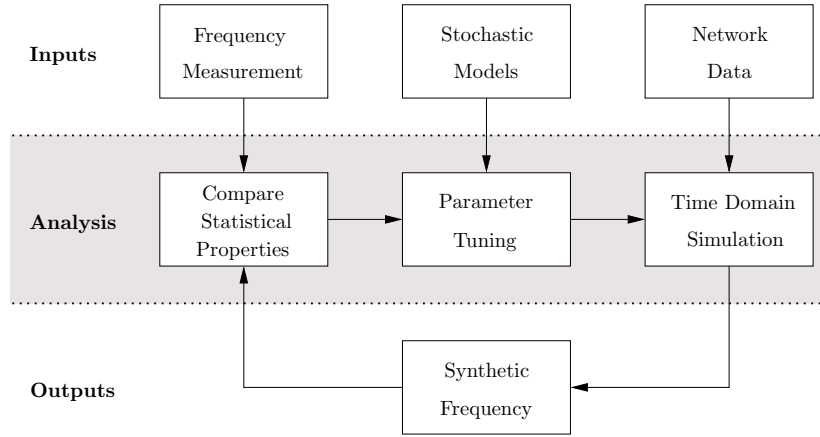 Inputs
Frequency
Measurement
Stochastic
Models
Network
Data
Analysis
Compare
Statistical
Properties
Parameter
Tuning
Time Domain
Simulation
Outputs
Synthetic
Frequency